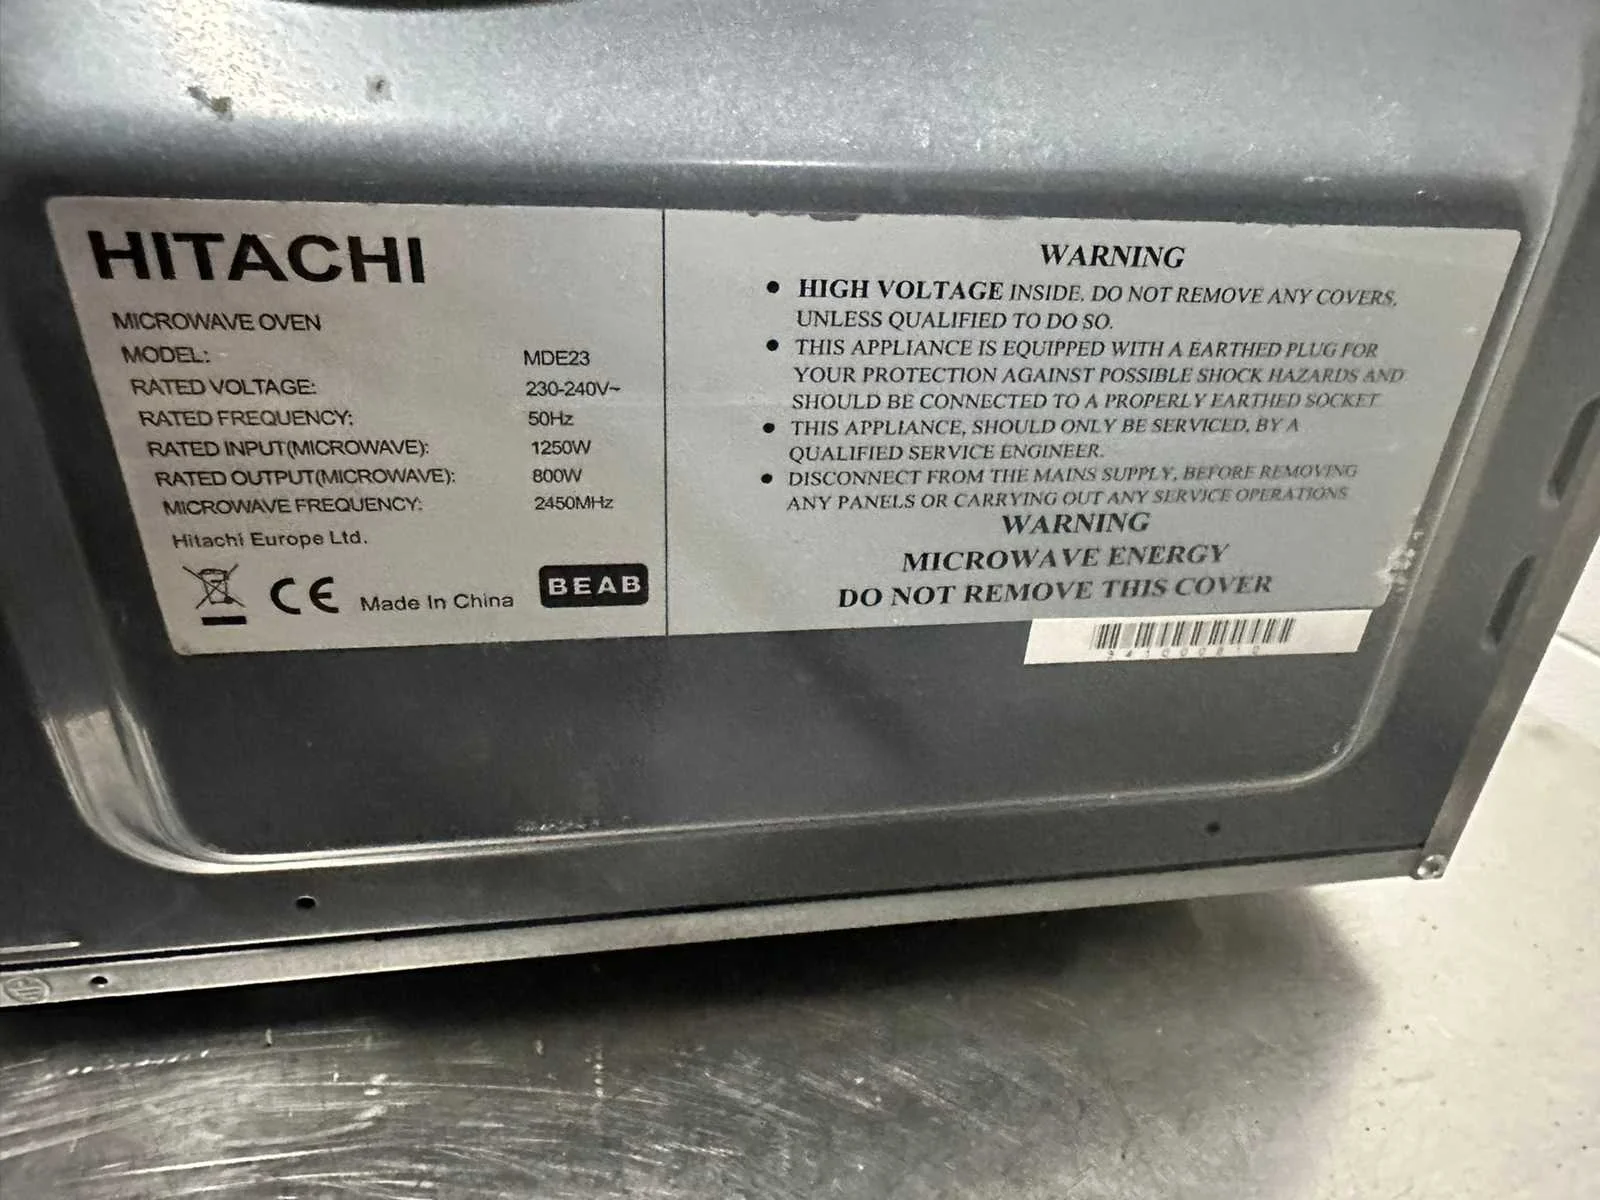 HITACHI
MICROWAVE OVEN
MODEL: MDE23
RATED VOLTAGE: 230-240V~
RATED FREQUENCY: 50Hz
RATED INPUT(MICROWAVE): 1250W
RATED OUTPUT(MICROWAVE): 800W
MICROWAVE FREQUENCY: 2450MHz
Hitachi Europe Ltd.
CE Made In China BEAB
WARNING
• HIGH VOLTAGE INSIDE. DO NOT REMOVE ANY COVERS,
UNLESS QUALIFIED TO DO SO.
• THIS APPLIANCE IS EQUIPPED WITH A EARTHED PLUG FOR
YOUR PROTECTION AGAINST POSSIBLE SHOCK HAZARDS AND
SHOULD BE CONNECTED TO A PROPERLY EARTHED SOCKET
• THIS APPLIANCE, SHOULD ONLY BE SERVICED, BY A
QUALIFIED SERVICE ENGINEER.
• DISCONNECT FROM THE MAINS SUPPLY, BEFORE REMOVING
ANY PANELS OR CARRYING OUT ANY SERVICE OPERATIONS
WARNING
MICROWAVE ENERGY
DO NOT REMOVE THIS COVER